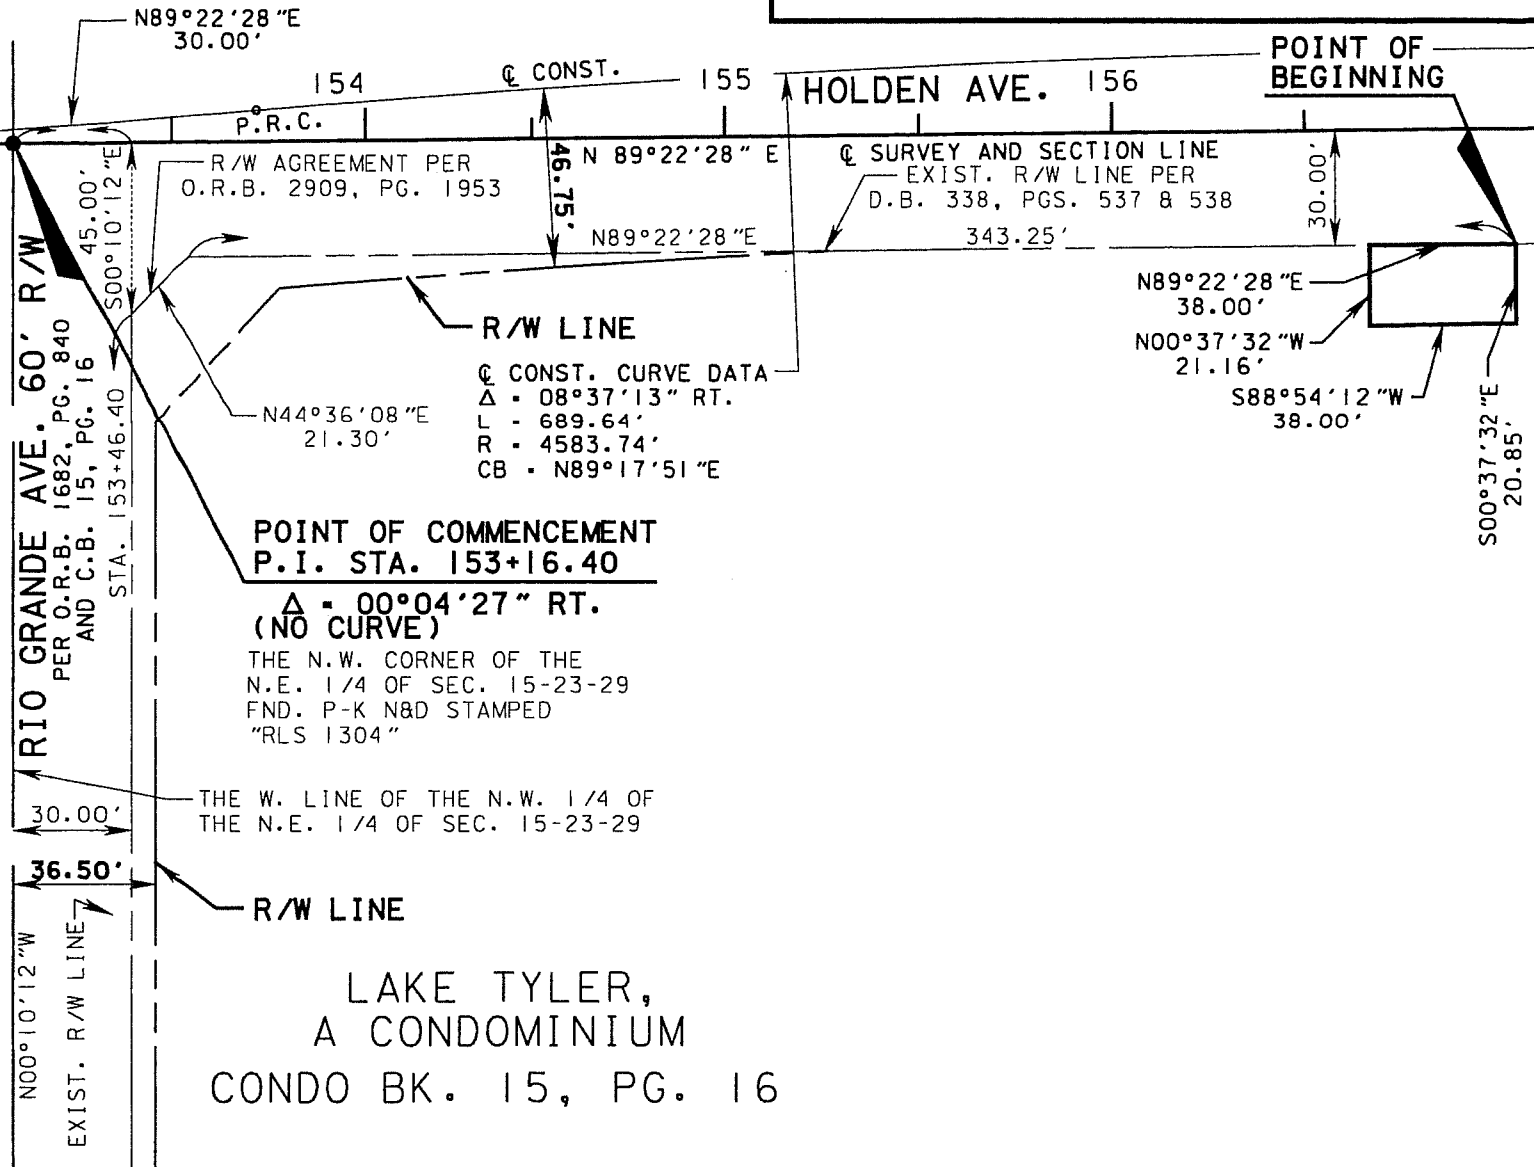 N89°22'28"E
30.00'
154
℄ CONST.
155
HOLDEN AVE.
156
POINT OF
BEGINNING
P.R.C.
R/W AGREEMENT PER
O.R.B. 2909, PG. 1953
46.75'
N 89°22'28" E
℄ SURVEY AND SECTION LINE
EXIST. R/W LINE PER
D.B. 338, PGS. 537 & 538
30.00'
45.00'
S00°10'12"E
N89°22'28"E
343.25'
N89°22'28"E
38.00'
N00°37'32"W
21.16'
S88°54'12"W
38.00'
S00°37'32"E
20.85'
R/W LINE
℄ CONST. CURVE DATA
Δ = 08°37'13" RT.
L = 689.64'
R = 4583.74'
CB = N89°17'51"E
N44°36'08"E
21.30'
RIO GRANDE AVE. 60' R/W
PER O.R.B. 1682, PG. 840
AND C.B. 15, PG. 16
STA. 153+46.40
POINT OF COMMENCEMENT
P.I. STA. 153+16.40
Δ = 00°04'27" RT.
(NO CURVE)
THE N.W. CORNER OF THE
N.E. 1/4 OF SEC. 15-23-29
FND. P-K N&D STAMPED
"RLS 1304"
THE W. LINE OF THE N.W. 1/4 OF
THE N.E. 1/4 OF SEC. 15-23-29
30.00'
36.50'
R/W LINE
N00°10'12"W
EXIST. R/W LINE
LAKE TYLER,
A CONDOMINIUM
CONDO BK. 15, PG. 16